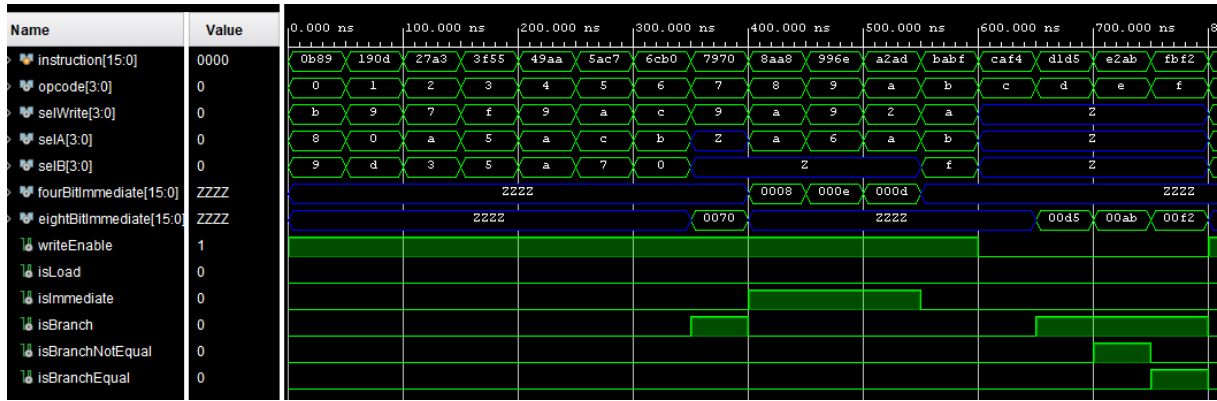 Name Value 0.000 ns 100.000 ns 200.000 ns 300.000 ns 400.000 ns 500.000 ns 600.000 ns 700.000 ns 8
instruction[15:0] 0000 0b89 190d 27a3 3f55 49aa 5ac7 6cb0 7970 8aa8 996e a2ad babf caf4 d1d5 e2ab fbf2
opcode[3:0] 0 0 1 2 3 4 5 6 7 8 9 a b c d e f
selWrite[3:0] 0 b 9 7 f 9 a c 9 a 9 2 a Z
selA[3:0] 0 8 0 a 5 a c b Z a 6 a b Z
selB[3:0] 0 9 d 3 5 a 7 0 Z f Z
fourBitImmediate[15:0] ZZZZ ZZZZ 0008 000e 000d ZZZZ
eightBitImmediate[15:0] ZZZZ ZZZZ 0070 ZZZZ 00d5 00ab 00f2
writeEnable 1
isLoad 0
isImmediate 0
isBranch 0
isBranchNotEqual 0
isBranchEqual 0